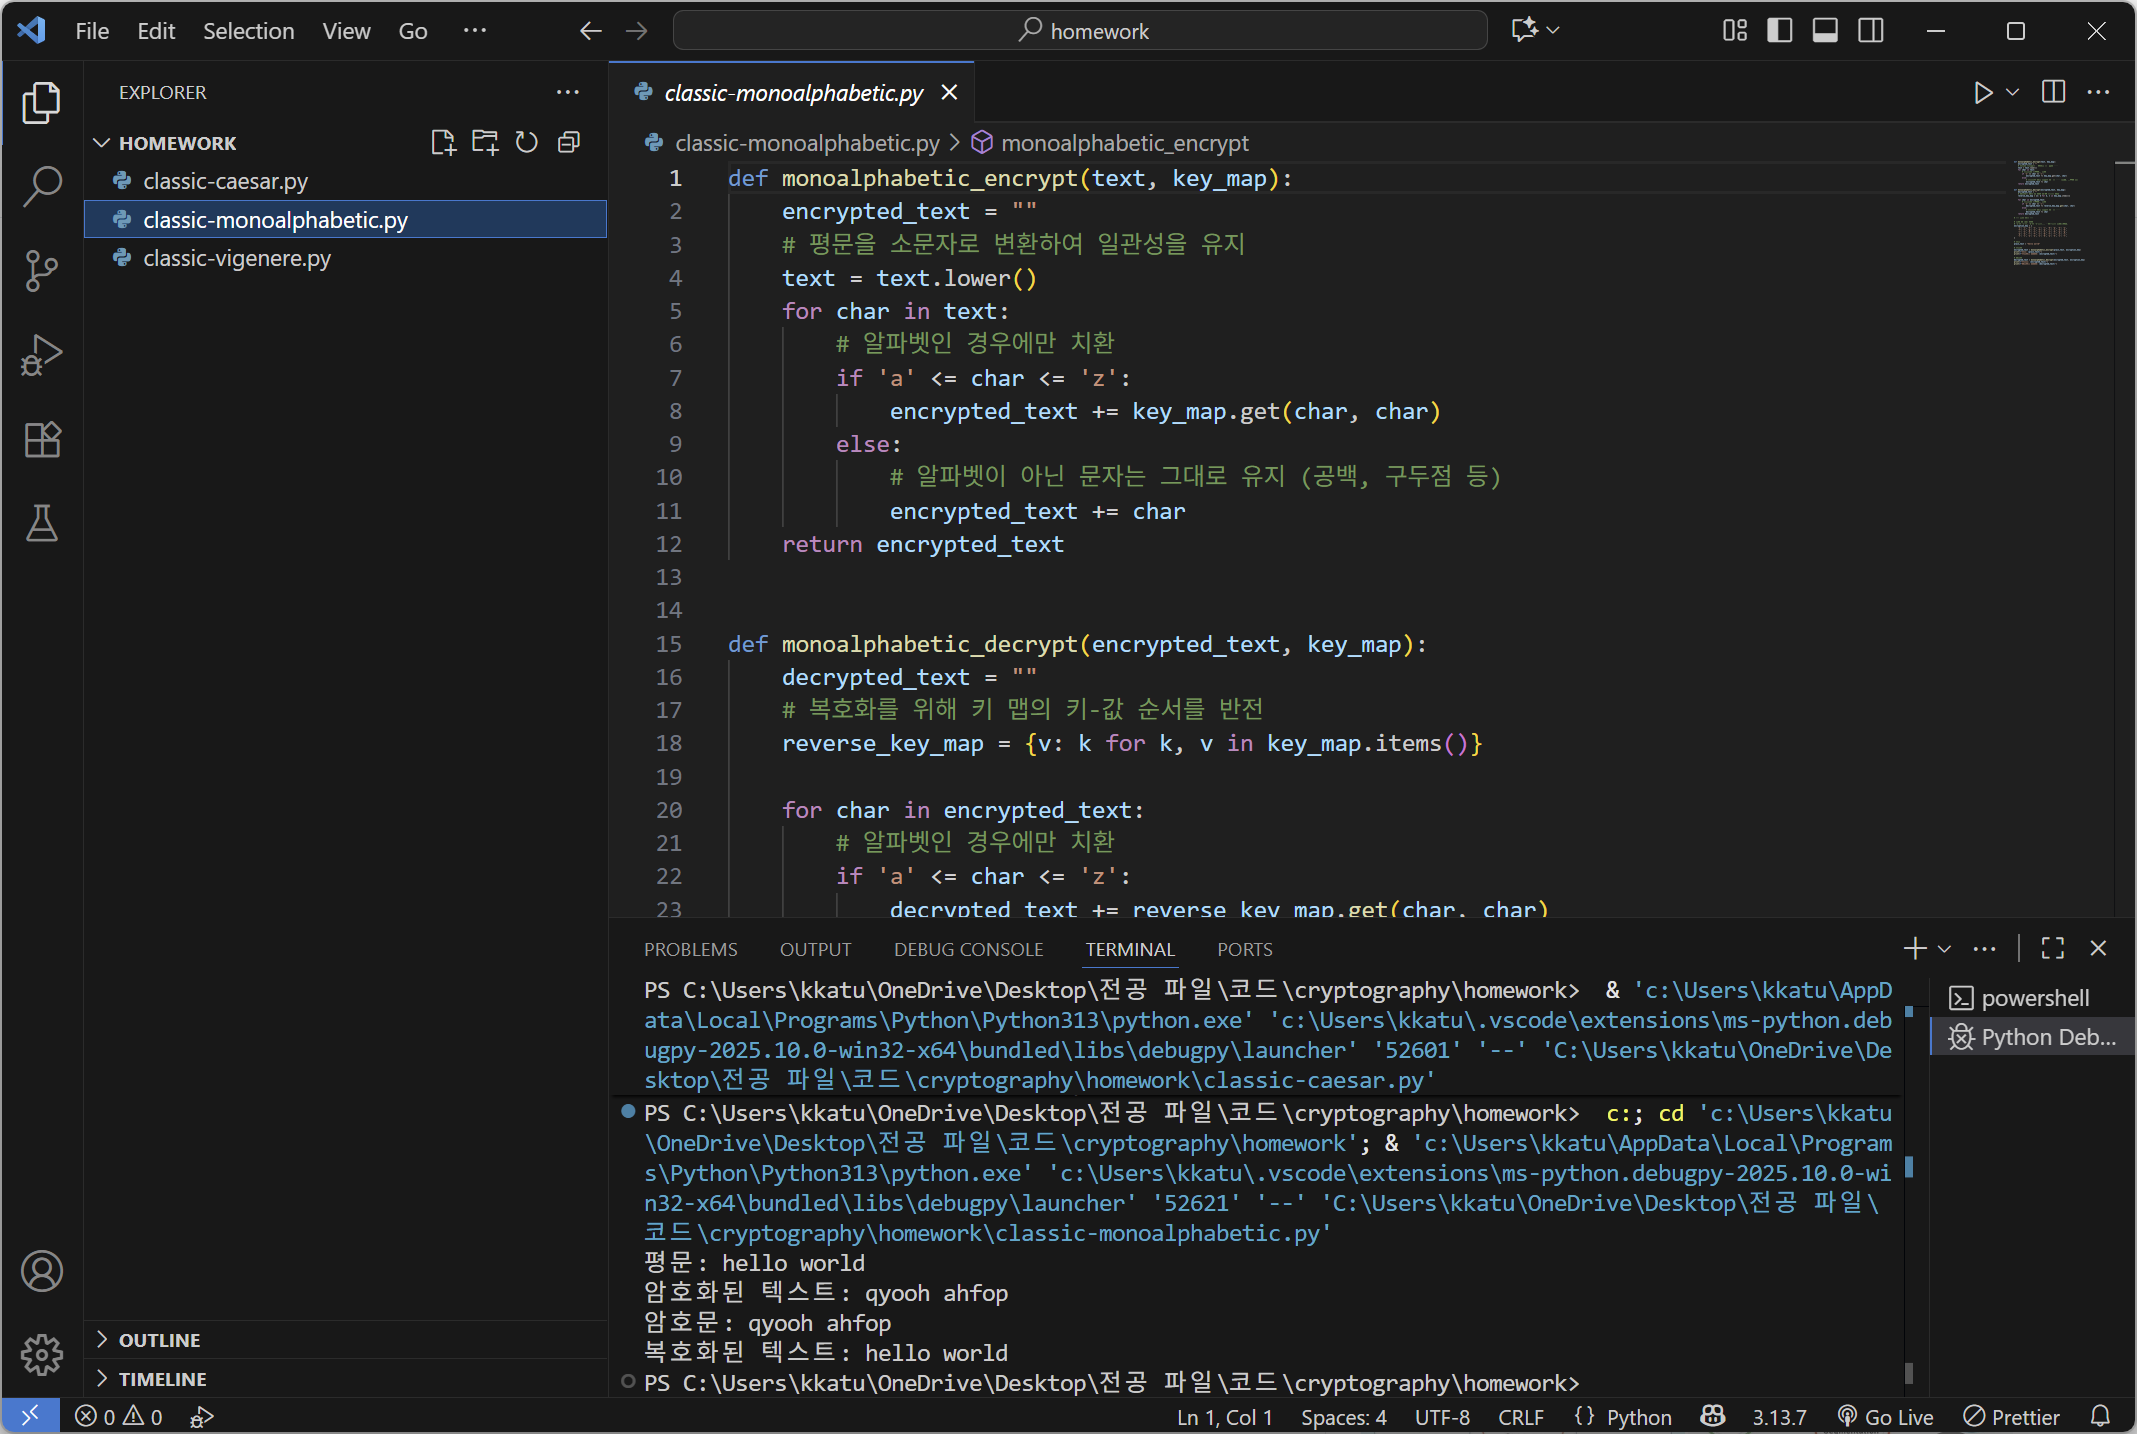 File Edit Selection View Go ··· homework
EXPLORER
HOMEWORK
classic-caesar.py
classic-monoalphabetic.py
classic-vigenere.py
OUTLINE
TIMELINE
classic-monoalphabetic.py
classic-monoalphabetic.py > monoalphabetic_encrypt
1 def monoalphabetic_encrypt(text, key_map):
2 encrypted_text = ""
3 # 평문을 소문자로 변환하여 일관성을 유지
4 text = text.lower()
5 for char in text:
6 # 알파벳인 경우에만 치환
7 if 'a' <= char <= 'z':
8 encrypted_text += key_map.get(char, char)
9 else:
10 # 알파벳이 아닌 문자는 그대로 유지 (공백, 구두점 등)
11 encrypted_text += char
12 return encrypted_text
13
14
15 def monoalphabetic_decrypt(encrypted_text, key_map):
16 decrypted_text = ""
17 # 복호화를 위해 키 맵의 키-값 순서를 반전
18 reverse_key_map = {v: k for k, v in key_map.items()}
19
20 for char in encrypted_text:
21 # 알파벳인 경우에만 치환
22 if 'a' <= char <= 'z':
23 decrypted_text += reverse_key_map.get(char, char)
PROBLEMS OUTPUT DEBUG CONSOLE TERMINAL PORTS
PS C:\Users\kkatu\OneDrive\Desktop\전공 파일\코드\cryptography\homework> & 'c:\Users\kkatu\AppD
ata\Local\Programs\Python\Python313\python.exe' 'c:\Users\kkatu\.vscode\extensions\ms-python.deb
ugpy-2025.10.0-win32-x64\bundled\libs\debugpy\launcher' '52601' '--' 'C:\Users\kkatu\OneDrive\De
sktop\전공 파일\코드\cryptography\homework\classic-caesar.py'
PS C:\Users\kkatu\OneDrive\Desktop\전공 파일\코드\cryptography\homework> c:; cd 'c:\Users\kkatu
\OneDrive\Desktop\전공 파일\코드\cryptography\homework'; & 'c:\Users\kkatu\AppData\Local\Program
s\Python\Python313\python.exe' 'c:\Users\kkatu\.vscode\extensions\ms-python.debugpy-2025.10.0-wi
n32-x64\bundled\libs\debugpy\launcher' '52621' '--' 'C:\Users\kkatu\OneDrive\Desktop\전공 파일\
코드\cryptography\homework\classic-monoalphabetic.py'
평문: hello world
암호화된 텍스트: qyooh ahfop
암호문: qyooh ahfop
복호화된 텍스트: hello world
PS C:\Users\kkatu\OneDrive\Desktop\전공 파일\코드\cryptography\homework>
powershell
Python Deb...
0 0 Ln 1, Col 1 Spaces: 4 UTF-8 CRLF {} Python 3.13.7 Go Live Prettier